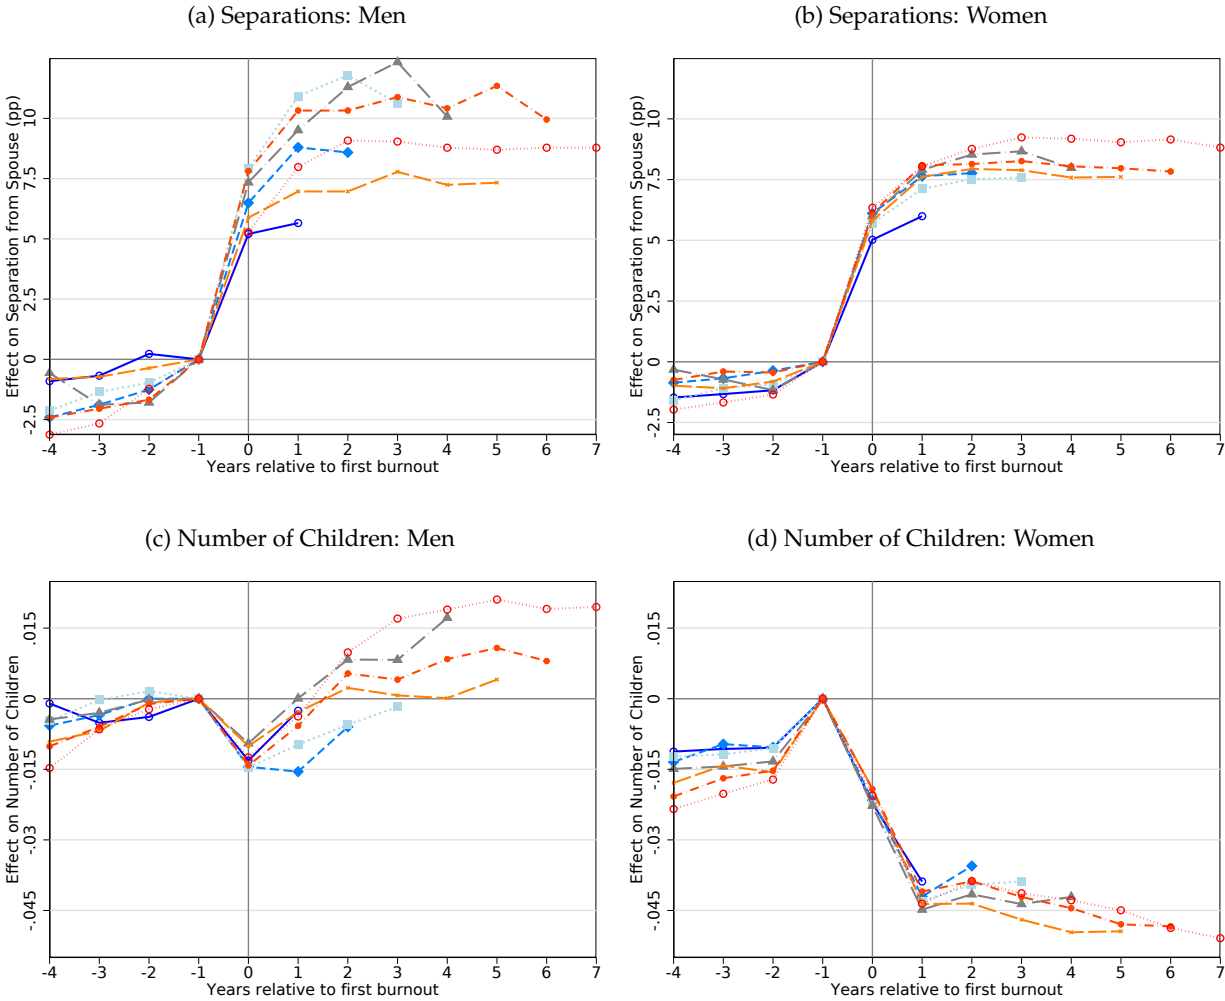 (a) Separations: Men
(b) Separations: Women
Effect on Separation from Spouse (pp)
10
7.5
5
2.5
0
-2.5
-4 -3 -2 -1 0 1 2 3 4 5 6 7
Years relative to first burnout
Effect on Separation from Spouse (pp)
10
7.5
5
2.5
0
-2.5
-4 -3 -2 -1 0 1 2 3 4 5 6 7
Years relative to first burnout
(c) Number of Children: Men
(d) Number of Children: Women
Effect on Number of Children
.015
0
-.015
-.03
-.045
-4 -3 -2 -1 0 1 2 3 4 5 6 7
Years relative to first burnout
Effect on Number of Children
.015
0
-.015
-.03
-.045
-4 -3 -2 -1 0 1 2 3 4 5 6 7
Years relative to first burnout